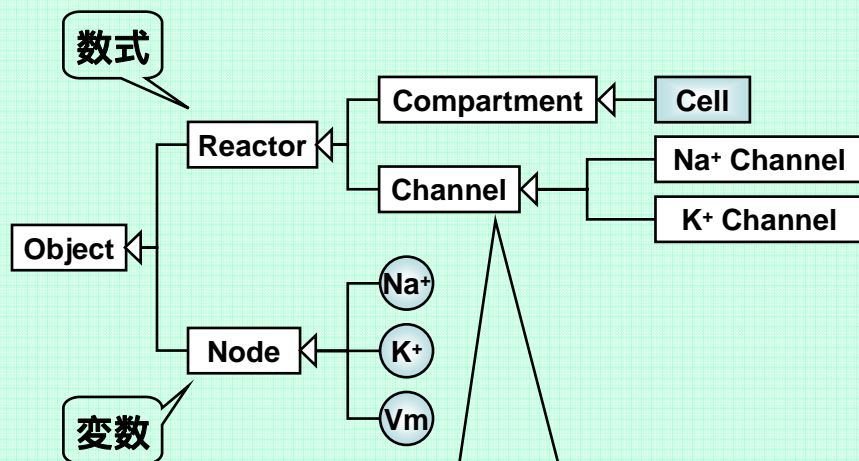 数式
Compartment
Cell
Reactor
Na⁺ Channel
Channel
K⁺ Channel
Object
Na⁺
Node
K⁺
変数
Vm